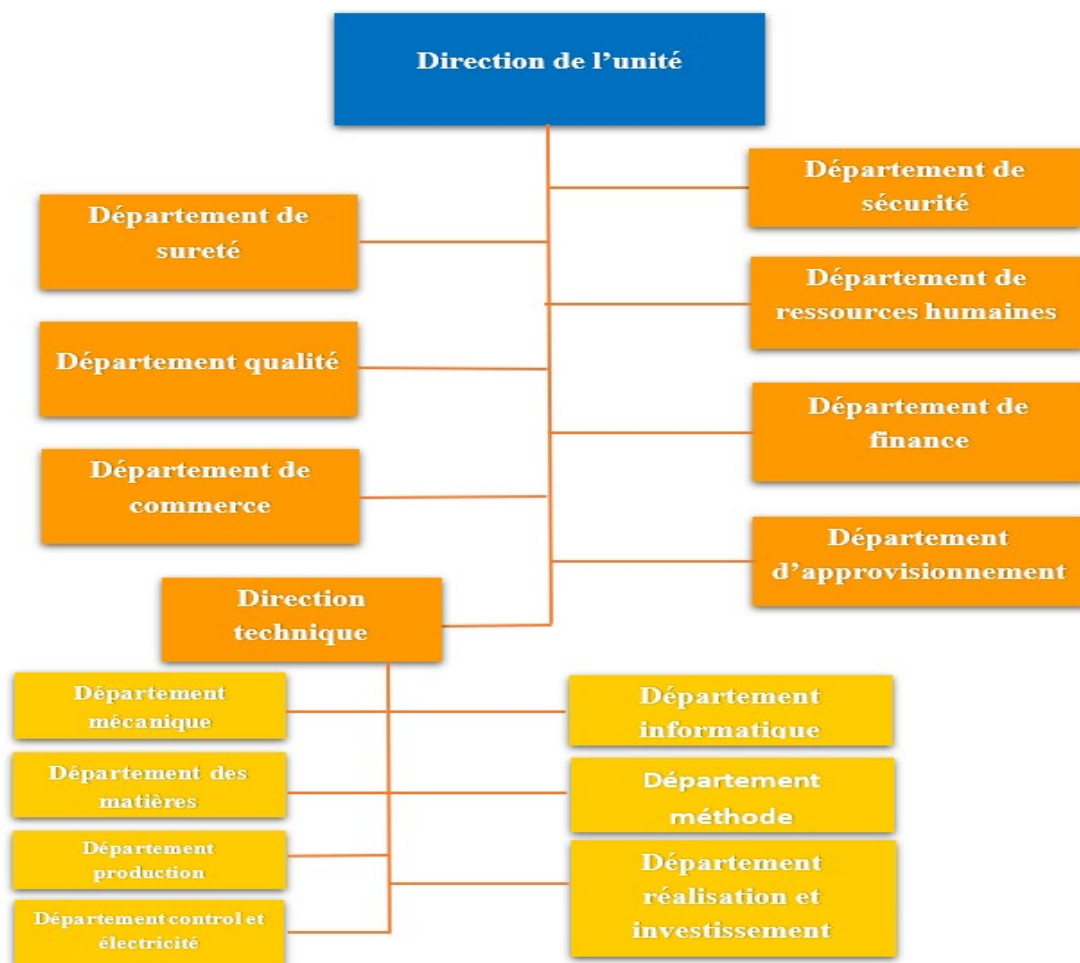 Direction de l’unité
Département de
sécurité
Département de
sureté
Département de
ressources humaines
Département qualité
Département de
finance
Département de
commerce
Département
d’approvisionnement
Direction
technique
Département
mécanique
Département
informatique
Département des
matières
Département
méthode
Département
production
Département
réalisation et
investissement
Département control et
électricité